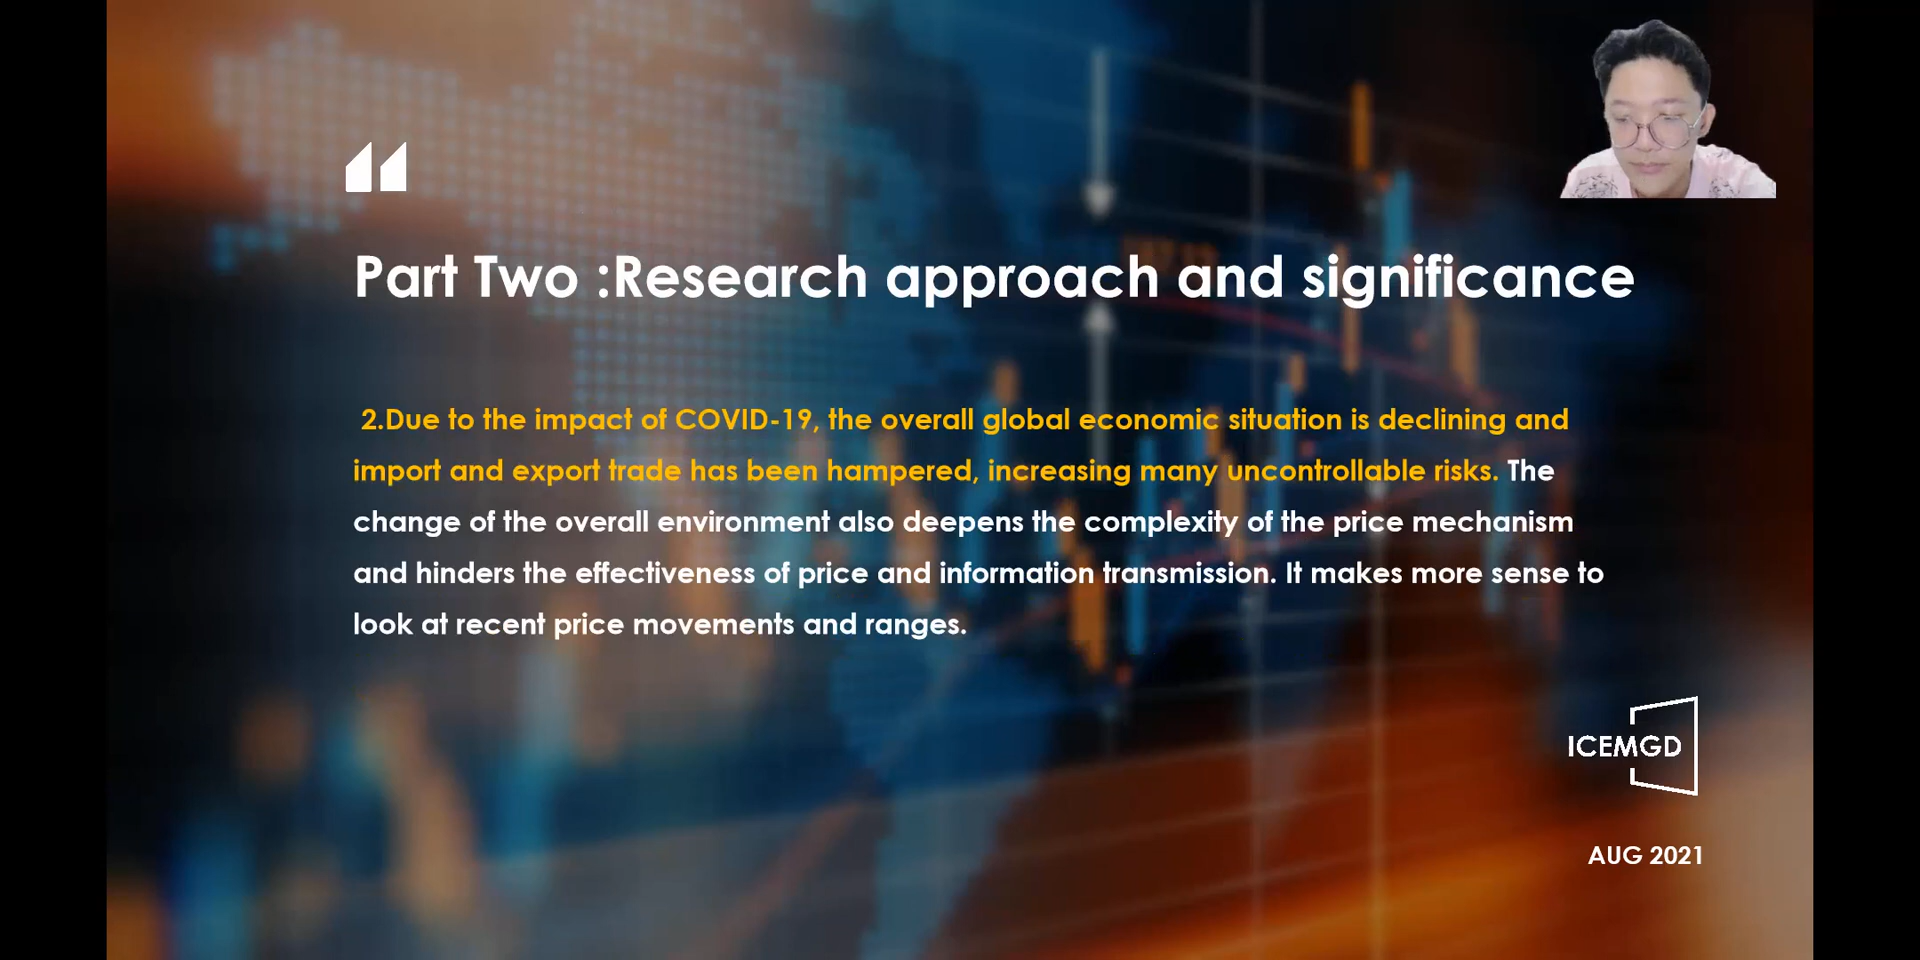 Part Two :Research approach and significance
2.Due to the impact of COVID-19, the overall global economic situation is declining and
import and export trade has been hampered, increasing many uncontrollable risks. The
change of the overall environment also deepens the complexity of the price mechanism
and hinders the effectiveness of price and information transmission. It makes more sense to
look at recent price movements and ranges.
ICEMGD
AUG 2021